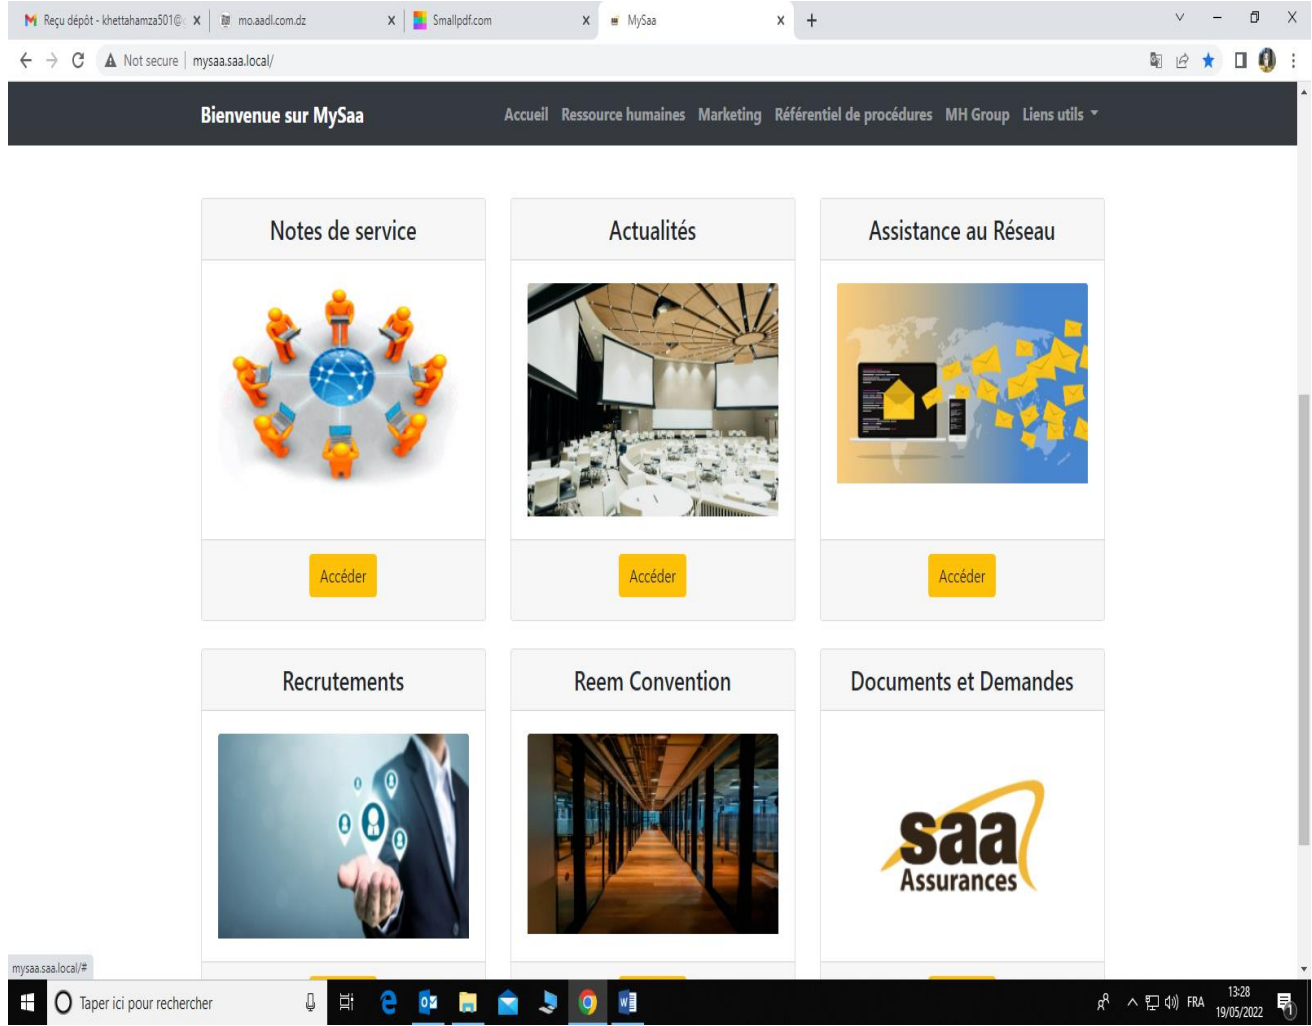 Reçu dépôt - khettahamza501@
mo.aadl.com.dz
Smallpdf.com
MySaa
Not secure
mysaa.saa.local/
Bienvenue sur MySaa
Accueil Ressource humaines Marketing Référentiel de procédures MH Group Liens utils
Notes de service
Actualités
Assistance au Réseau
Accéder
Accéder
Accéder
Recrutements
Reem Convention
Documents et Demandes
saa
Assurances
mysaa.saa.local/#
Taper ici pour rechercher
FRA
13:28
19/05/2022
1